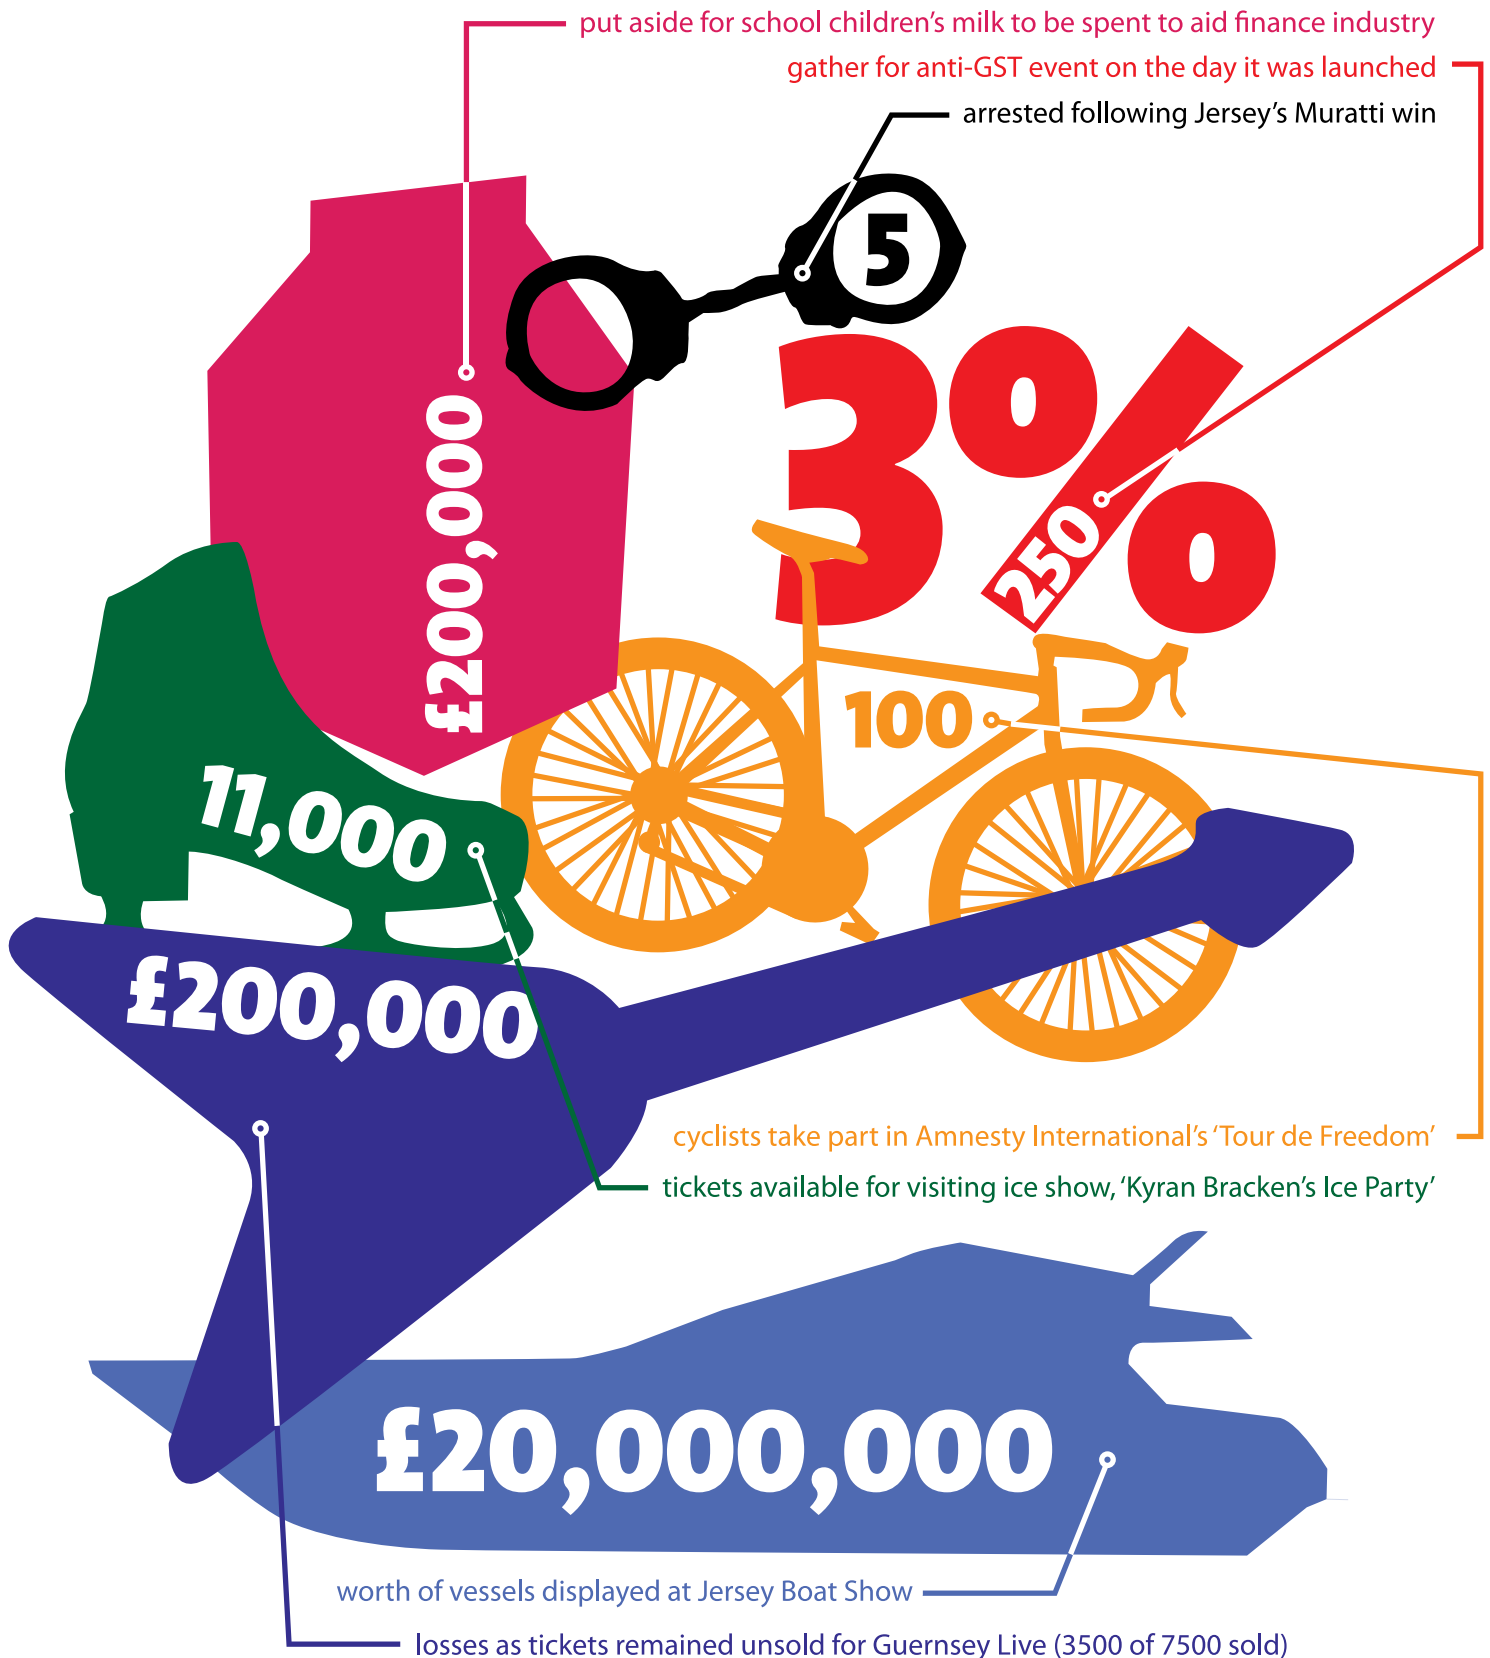 put aside for school children’s milk to be spent to aid finance industry
gather for anti-GST event on the day it was launched
arrested following Jersey’s Muratti win
5
3%
£200,000
250
100
11,000
£200,000
cyclists take part in Amnesty International’s ‘Tour de Freedom’
tickets available for visiting ice show, ‘Kyran Bracken’s Ice Party’
£20,000,000
worth of vessels displayed at Jersey Boat Show
losses as tickets remained unsold for Guernsey Live (3500 of 7500 sold)